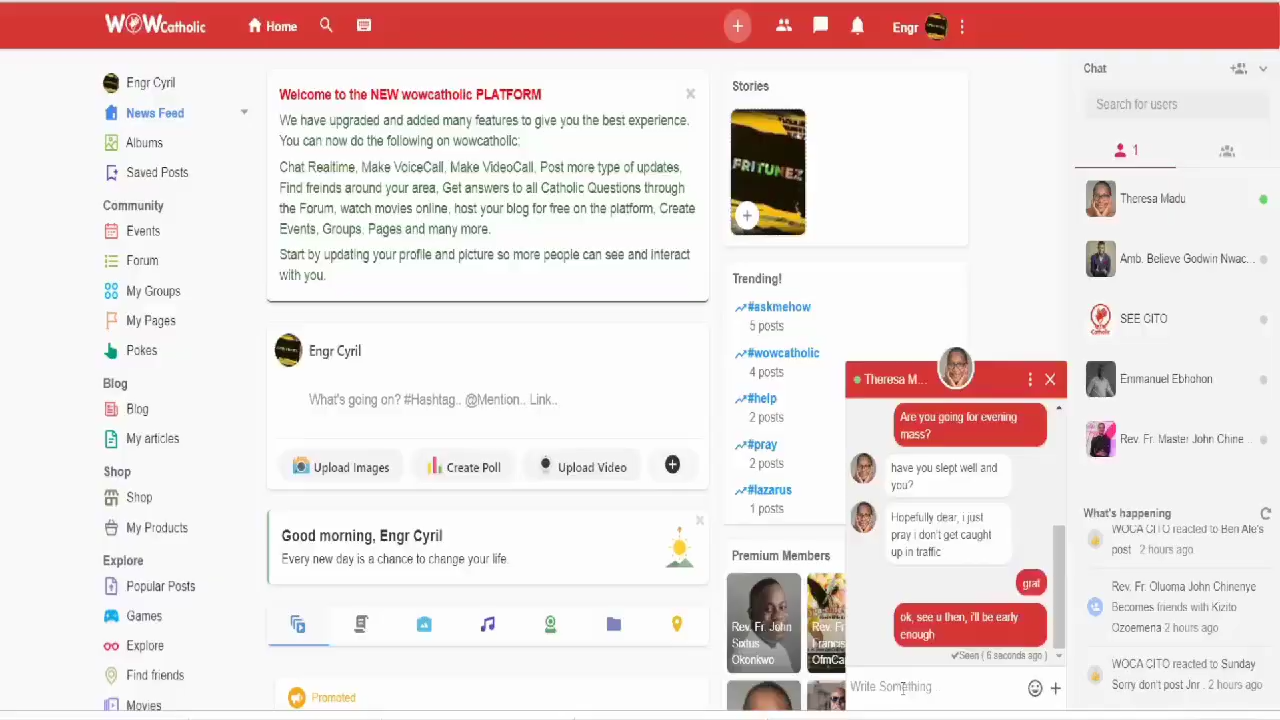 WOWCatholic
Home
Engr
Engr Cyril
News Feed
Albums
Saved Posts
Community
Events
Forum
My Groups
My Pages
Pokes
Blog
Blog
My articles
Shop
Shop
My Products
Explore
Popular Posts
Games
Explore
Find friends
Movies
Welcome to the NEW wowcatholic PLATFORM
We have upgraded and added many features to give you the best experience.
You can now do the following on wowcatholic:
Chat Realtime, Make VoiceCall, Make VideoCall, Post more type of updates,
Find freinds around your area, Get answers to all Catholic Questions through
the Forum, watch movies online, host your blog for free on the platform, Create
Events, Groups, Pages and many more.
Start by updating your profile and picture so more people can see and interact
with you.
Engr Cyril
What's going on? #Hashtag.. @Mention.. Link..
Upload Images
Create Poll
Upload Video
Good morning, Engr Cyril
Every new day is a chance to change your life.
Promoted
Stories
FRITUNEZ
Trending!
#askmehow
5 posts
#wowcatholic
4 posts
#help
2 posts
#pray
2 posts
#lazarus
1 posts
Premium Members
Rev. Fr. John
Sixtus
Okonkwo
Rev. Fr.
Francis
OfmCa
Theresa M...
Are you going for evening
mass?
have you slept well and
you?
Hopefully dear, i just
pray i don't get caught
up in traffic
graf
ok, see u then, i'll be early
enough
Seen ( 6 seconds ago )
Write Something..
Chat
Search for users
1
Theresa Madu
Amb. Believe Godwin Nwac...
SEE CITO
Emmanuel Ebhohon
Rev. Fr. Master John Chine...
What's happening
WOCA CITO reacted to Ben Ale's
post 2 hours ago
Rev. Fr. Oluoma John Chinenye
Becomes friends with Kizito
Ozoemena 2 hours ago
WOCA CITO reacted to Sunday
Sorry don't post Jnr . 2 hours ago